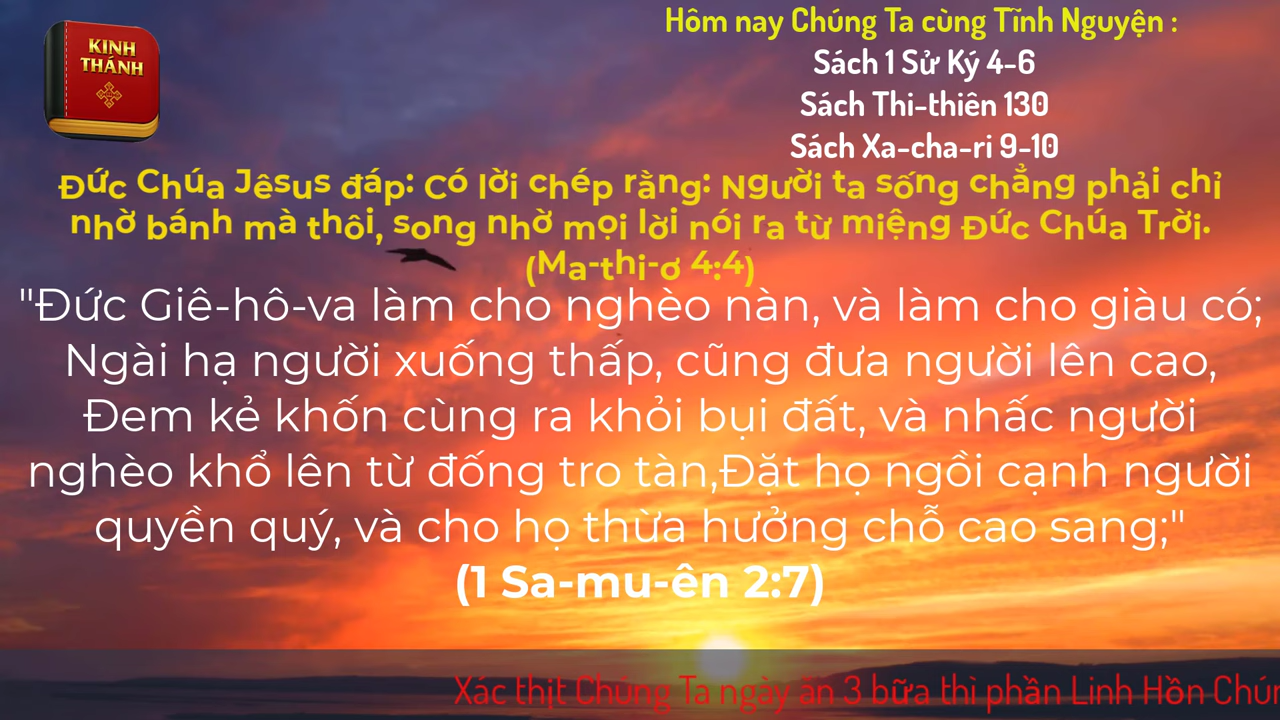 KINH
THÁNH
Hôm nay Chúng Ta cùng Tĩnh Nguyện :
Sách 1 Sử Ký 4-6
Sách Thi-thiên 130
Sách Xa-cha-ri 9-10
Đức Chúa Jêsus đáp: Có lời chép rằng: Người ta sống chẳng phải chỉ
nhờ bánh mà thôi, song nhờ mọi lời nói ra từ miệng Đức Chúa Trời.
(Ma-thi-ơ 4:4)
"Đức Giê-hô-va làm cho nghèo nàn, và làm cho giàu có;
Ngài hạ người xuống thấp, cũng đưa người lên cao,
Đem kẻ khốn cùng ra khỏi bụi đất, và nhấc người
nghèo khổ lên từ đống tro tàn,Đặt họ ngồi cạnh người
quyền quý, và cho họ thừa hưởng chỗ cao sang;"
(1 Sa-mu-ên 2:7)
Xác thịt Chúng Ta ngày ăn 3 bữa thì phần Linh Hồn